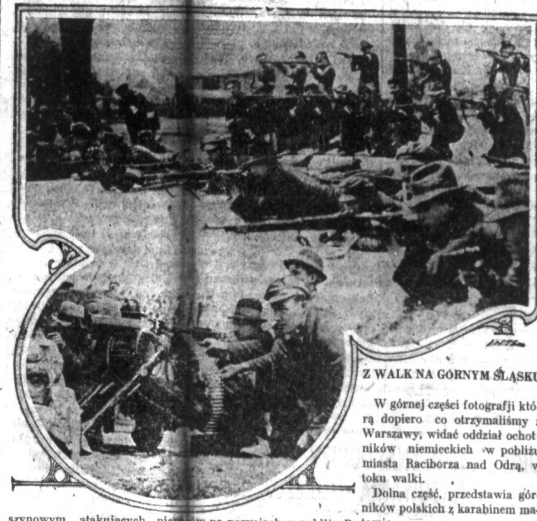 Z WALK NA GÓRNYM ŚLĄSKU
W górnej części fotografji któ-
rą dopiero co otrzymaliśmy z
Warszawy, widać oddział ochot-
ników niemieckich w pobliżu
miasta Raciborza nad Odrą, w
toku walki.
Dolna część, przedstawia gór-
ników polskich z karabinem ma-
szynowym atakujących